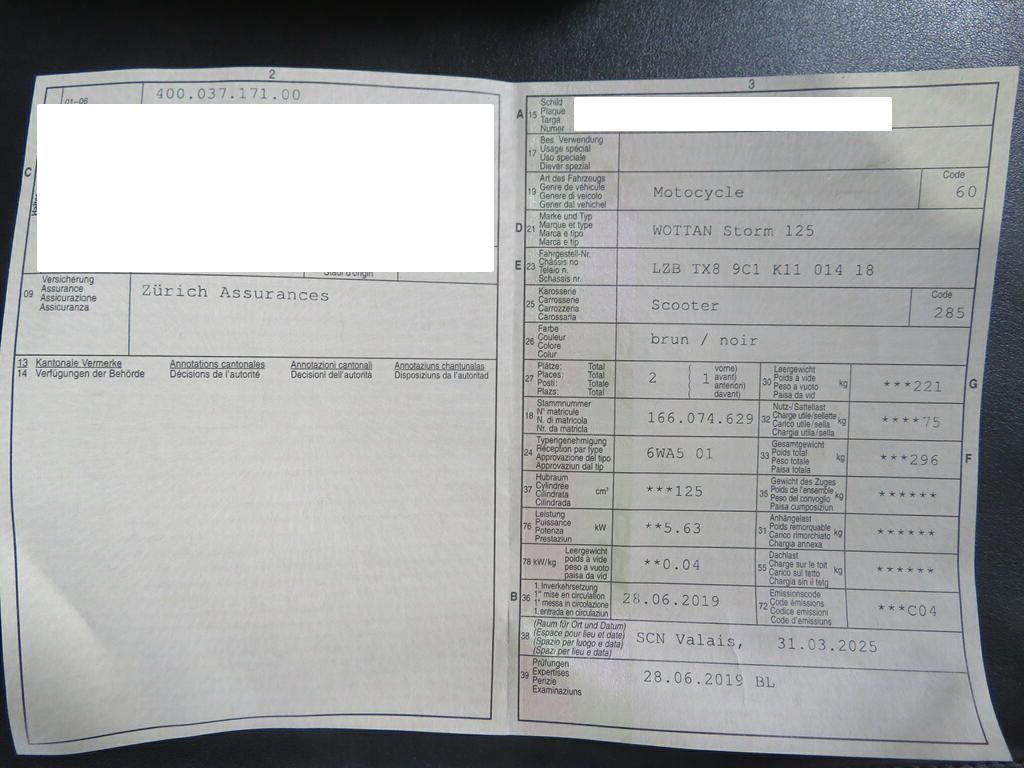 2
01-06
400.037.171.00
C
09
Versicherung
Assurance
Assicurazione
Assicuranza
Zürich Assurances
13 Kantonale Vermerke Annotations cantonales Annotazioni cantonali Annotaziuns chantunalas
14 Verfügungen der Behörde Décisions de l'autorité Decisioni dell'autorità Disposiziuns da l'autoritad
3
A
15
Schild
Plaque
Targa
Numer
17
Bes. Verwendung
Usage spécial
Uso speciale
Diever spezial
19
Art des Fahrzeugs
Genre de véhicule
Genere di veicolo
Gener dal vehichel
Motocycle
Code
60
D
21
Marke und Typ
Marque et type
Marca e tipo
Marca e tip
WOTTAN Storm 125
E
23
Fahrgestell-Nr.
Châssis no
Telaio n.
Schassis nr.
LZB TX8 9C1 K11 014 18
25
Karosserie
Carrosserie
Carrozzeria
Carossaria
Scooter
Code
285
26
Farbe
Couleur
Colore
Colur
brun / noir
27
Plätze: Total
Places: Total
Posti: Totale
Plazs: Total
2
1
vorne)
avant)
anteriori)
davant)
30
Leergewicht
Poids à vide
Peso a vuoto
Paisa da vid
kg
***221
G
18
Stammnummer
N° matricule
N. di matricola
Nr. da matricla
166.074.629
32
Nutz-/Sattellast
Charge utile/sellette
Carico utile/sella
Chargia utila/sella
kg
****75
24
Typengenehmigung
Réception par type
Approvazione del tipo
Approvaziun dal tip
6WA5 01
33
Gesamtgewicht
Poids total
Peso totale
Paisa totala
kg
***296
F
37
Hubraum
Cylindrée
Cilindrata
Cilindrada
cm³
***125
35
Gewicht des Zuges
Poids de l'ensemble
Peso del convoglio
Paisa cumposiziun
kg
******
76
Leistung
Puissance
Potenza
Prestaziun
kW
**5.63
31
Anhängelast
Poids remorquable
Carico rimorchiato
Chargia annexa
kg
******
78 kW/kg
Leergewicht
poids à vide
peso a vuoto
paisa da vid
**0.04
55
Dachlast
Charge sur le toit
Carico sul tetto
Chargia sin il tetg
kg
******
B
36
1. Inverkehrsetzung
1re mise en circulation
1a messa in circolazione
1. entrada en circulaziun
28.06.2019
72
Emissionscode
Code émissions
Codice emissioni
Code d'emissiuns
***C04
38
(Raum für Ort und Datum)
(Espace pour lieu et date)
(Spazio per luogo e data)
(Spazi per lieu e data)
SCN Valais, 31.03.2025
39
Prüfungen
Expertises
Perizie
Examinaziuns
28.06.2019 BL